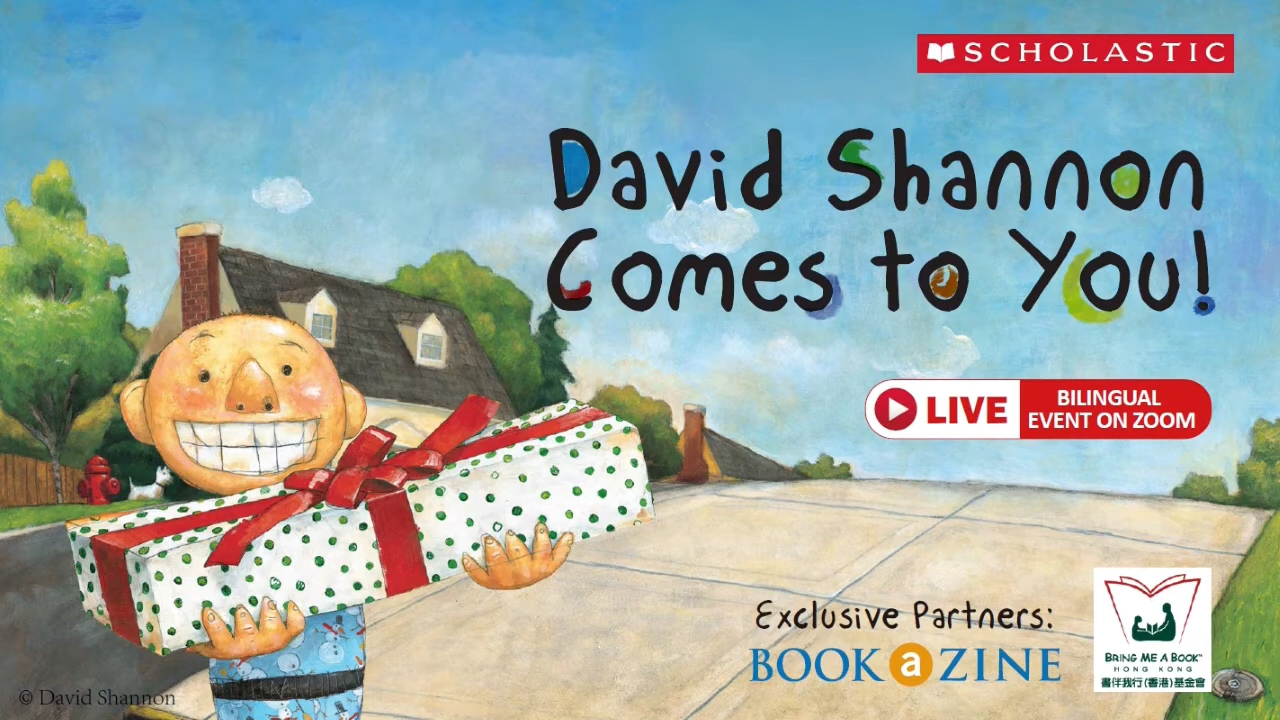 SCHOLASTIC
David Shannon
Comes to You!
LIVE
BILINGUAL
EVENT ON ZOOM
Exclusive Partners:
BOOKaZINE
BRING ME A BOOK™
HONG KONG
書伴我行(香港)基金會
© David Shannon